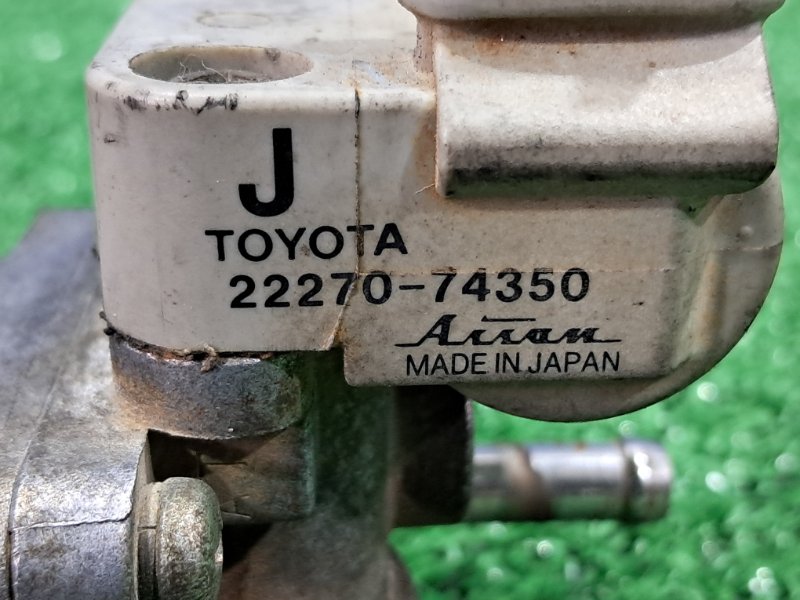 J
TOYOTA
22270-74350
Aisan
MADE IN JAPAN